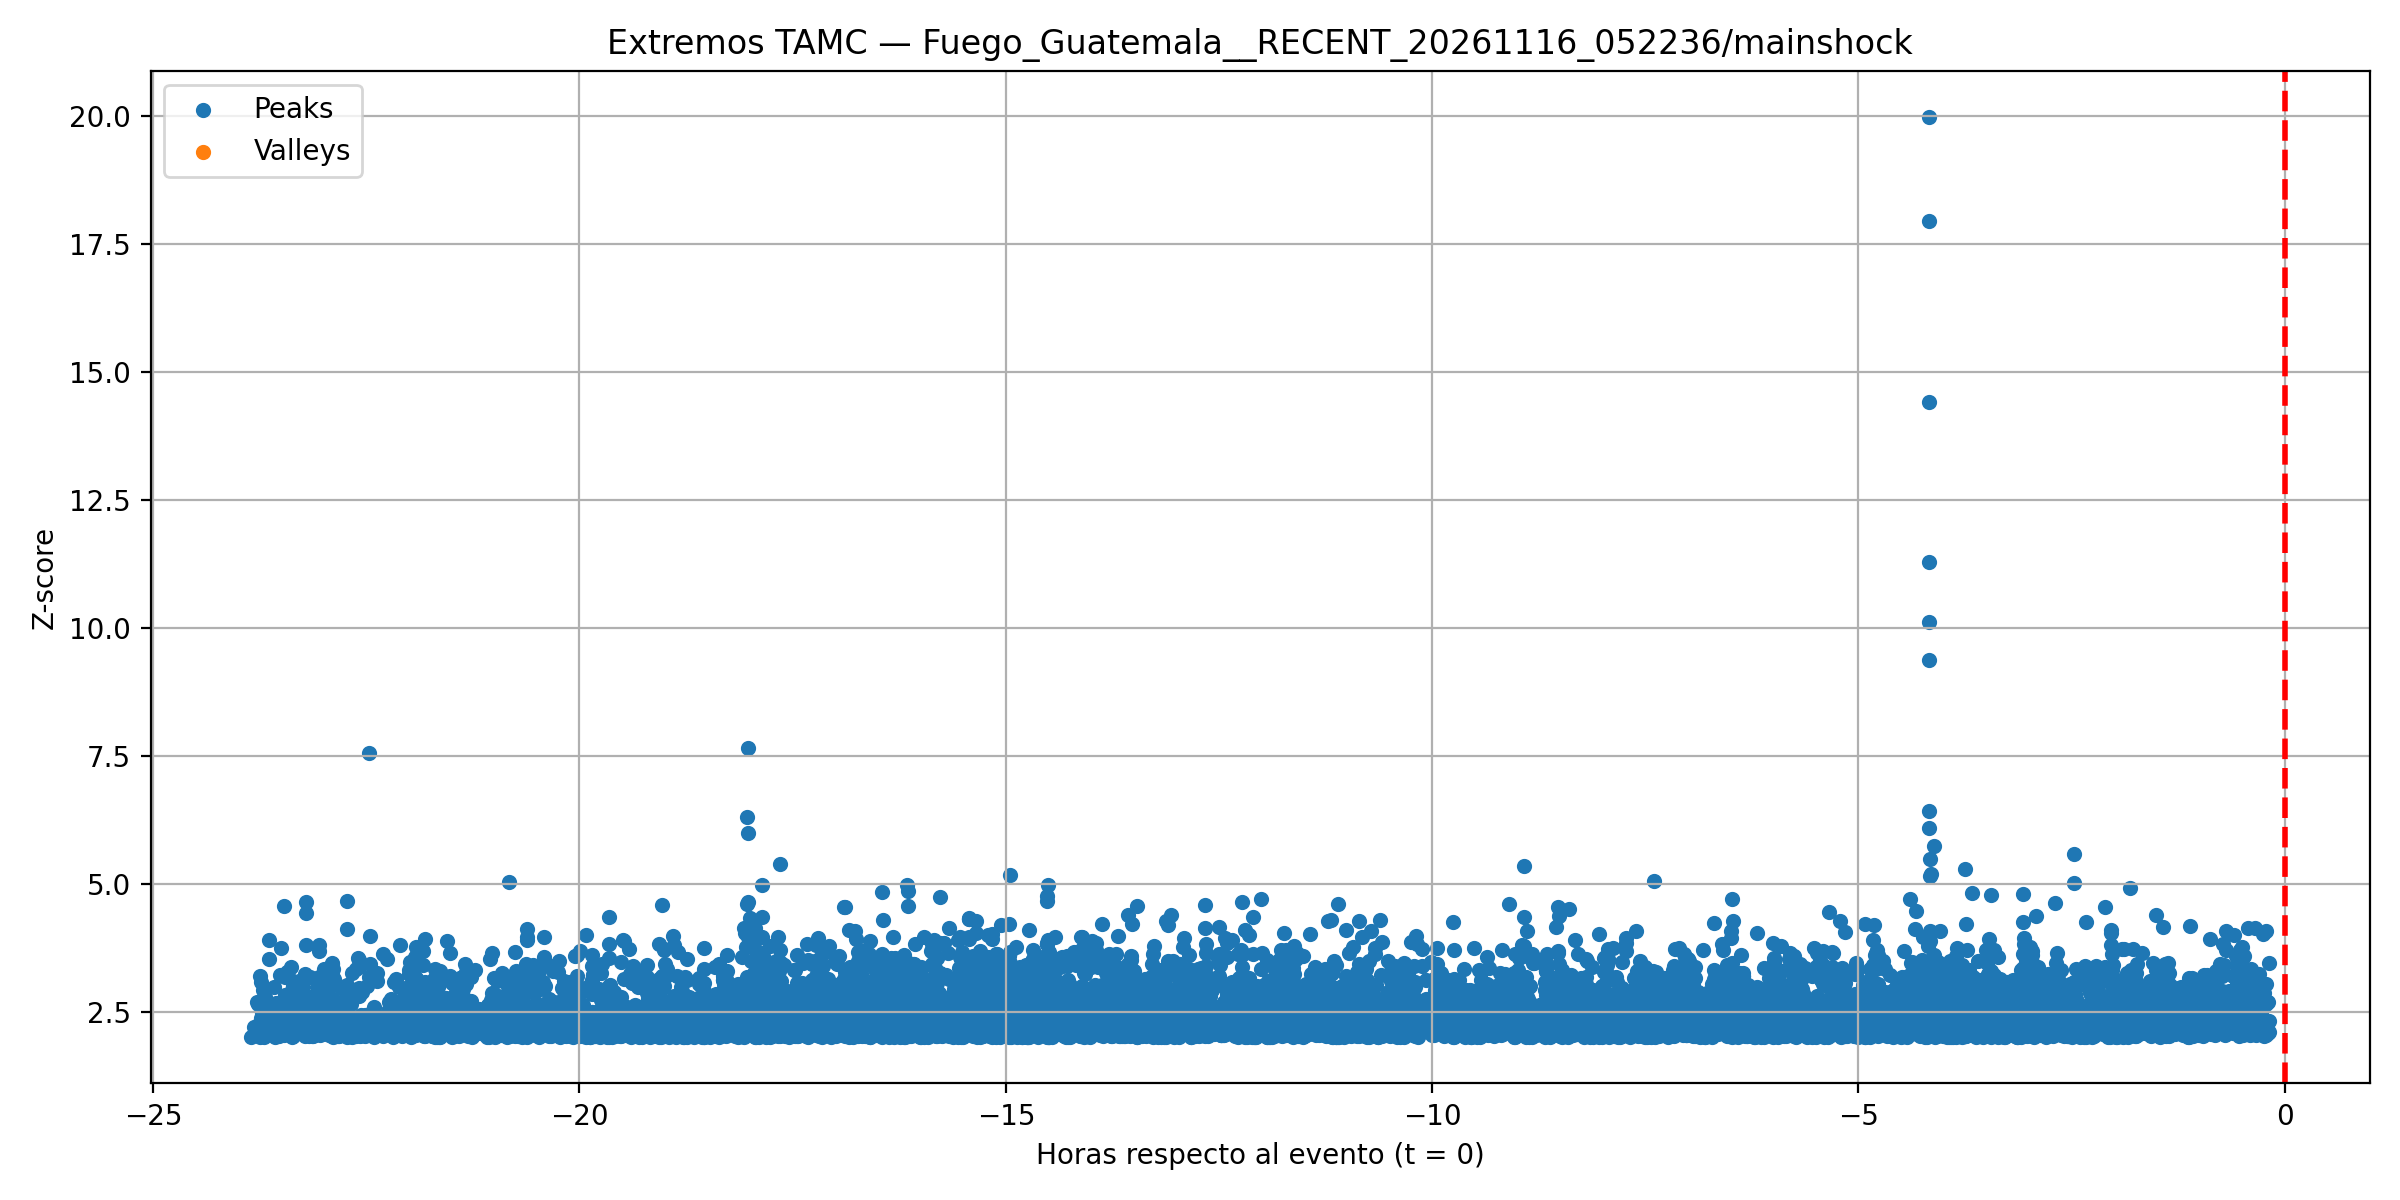 Extremos TAMC — Fuego_Guatemala__RECENT_20261116_052236/mainshock
Peaks
Valleys
20.0
17.5
15.0
12.5
10.0
7.5
5.0
2.5
Z-score
−25
−20
−15
−10
−5
0
Horas respecto al evento (t = 0)